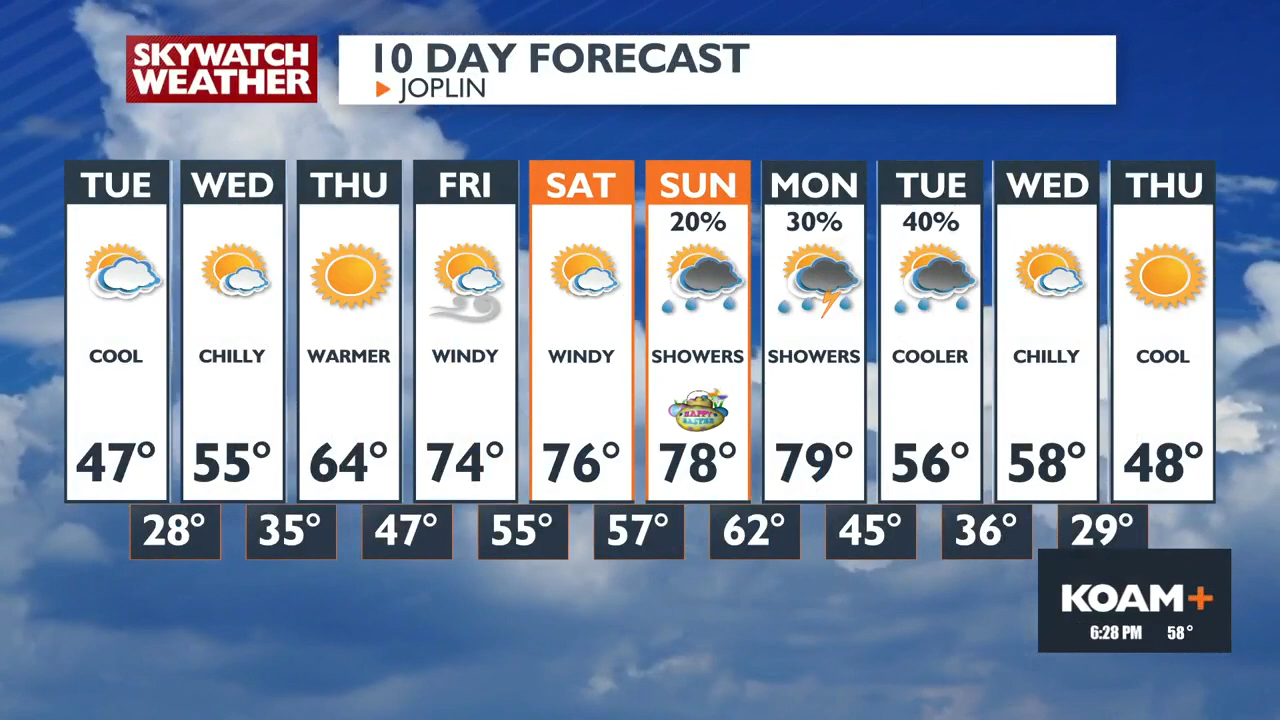 SKYWATCH
WEATHER
10 DAY FORECAST
JOPLIN
TUE WED THU FRI SAT SUN MON TUE WED THU
20% 30% 40%
COOL CHILLY WARMER WINDY WINDY SHOWERS SHOWERS COOLER CHILLY COOL
HAPPY
EASTER
47° 55° 64° 74° 76° 78° 79° 56° 58° 48°
28° 35° 47° 55° 57° 62° 45° 36° 29°
KOAM+
6:28 PM 58°